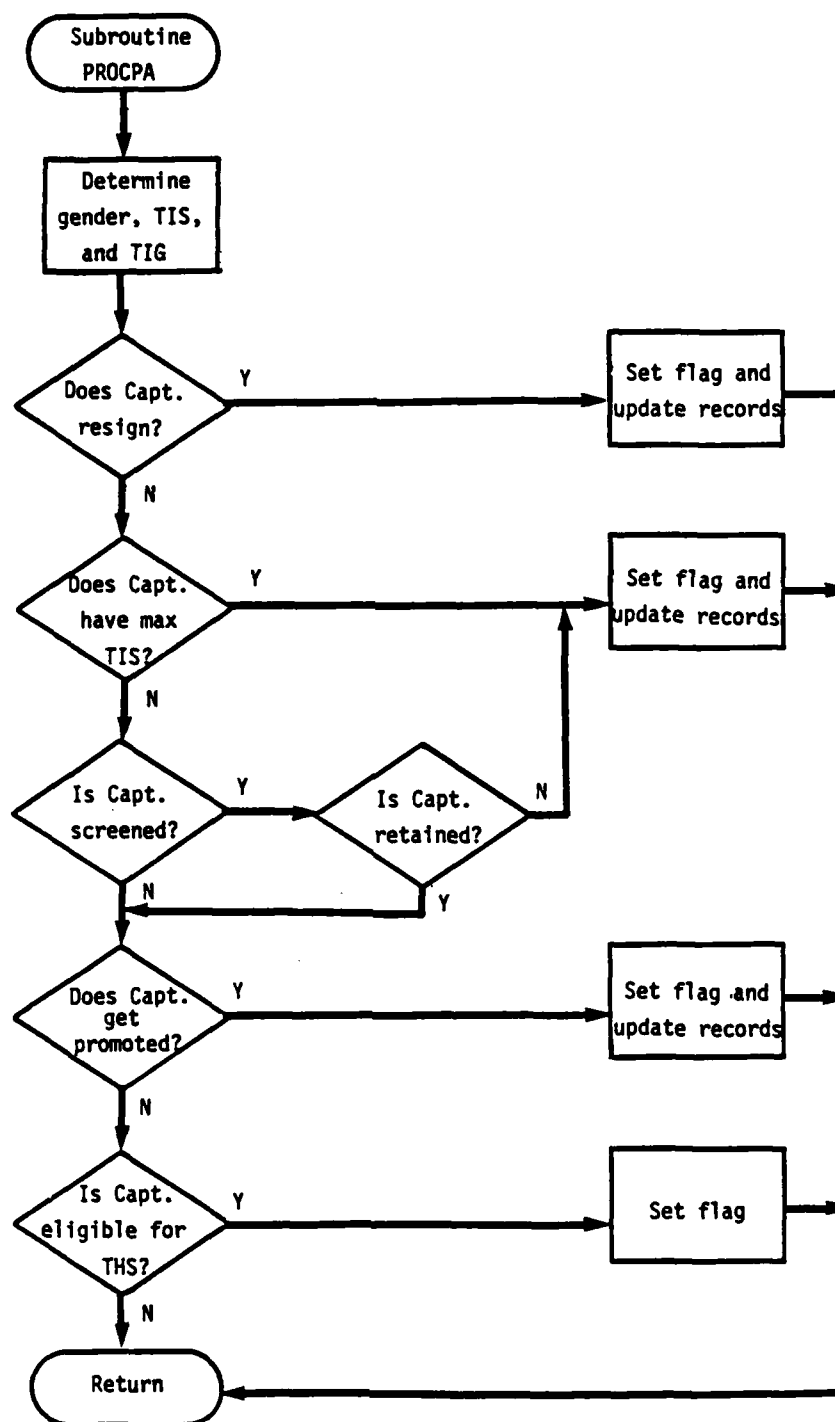 Subroutine
PROCPA
Determine
gender, TIS,
and TIG
Does Capt.
resign?
Y
N
Set flag and
update records
Does Capt.
have max
TIS?
Y
N
Set flag and
update records
Is Capt.
screened?
Y
N
Is Capt.
retained?
N
Y
Does Capt.
get
promoted?
Y
N
Set flag and
update records
Is Capt.
eligible for
THS?
Y
N
Set flag
Return